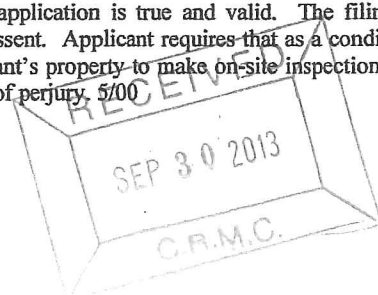 application is true and valid. The filin
ssent. Applicant requires that as a condi
ant's property to make on-site inspection
of perjury. 5/00
RECEIVED
SEP 30 2013
C.R.M.C.